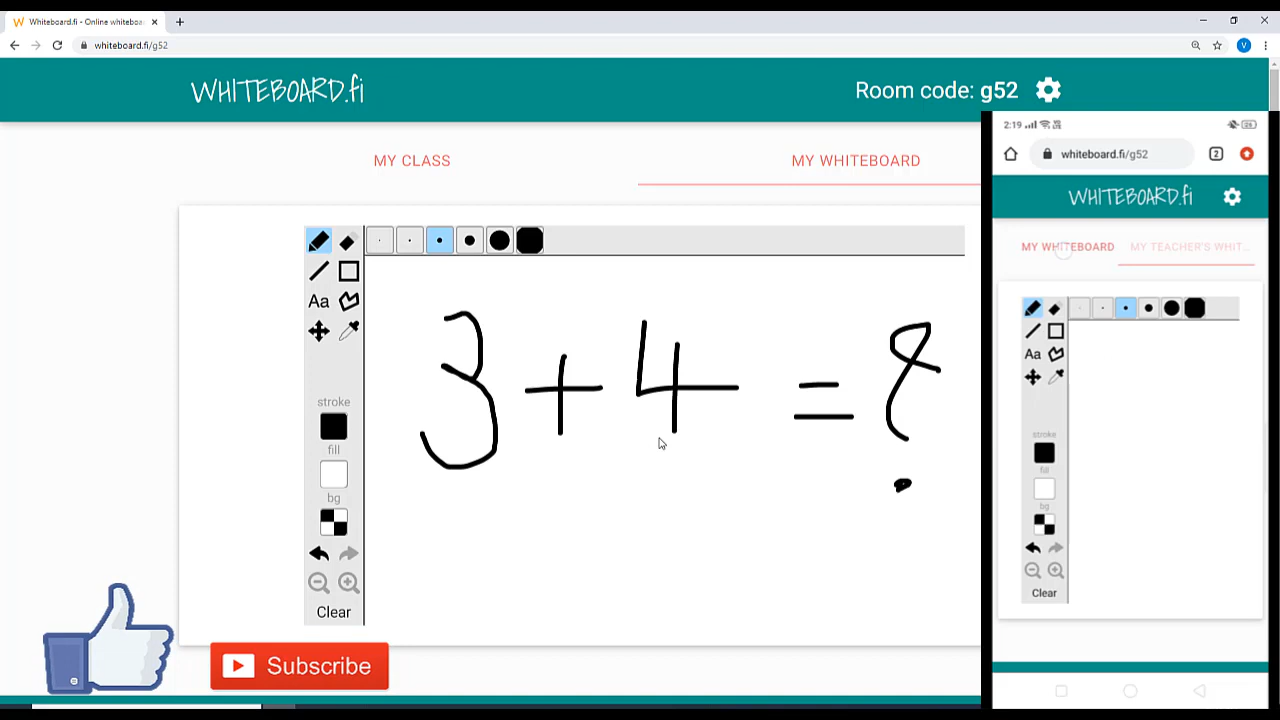 Whiteboard.fi - Online whiteboa
whiteboard.fi/g52
V
WHITEBOARD.fi
Room code: g52
MY CLASS
MY WHITEBOARD
Aa
stroke
fill
bg
Clear
3 + 4 = ?
Subscribe
2:19
whiteboard.fi/g52
2
WHITEBOARD.fi
MY WHITEBOARD
MY TEACHER'S WHIT...
Aa
stroke
fill
bg
Clear